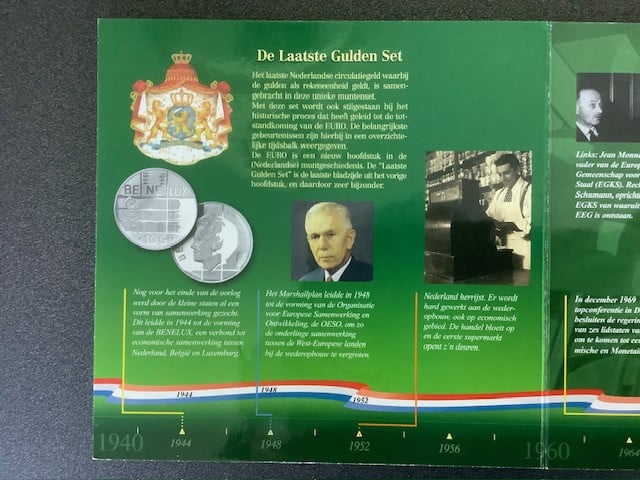 De Laatste Gulden Set
Het laatste Nederlandse circulatiegeld waarbij
de gulden als rekeneenheid geldt, is samen-
gebracht in deze unieke muntenset.
Met deze set wordt ook stilgestaan bij het
historische proces dat heeft geleid tot de tot-
standkoming van de EURO. De belangrijkste
gebeurtenissen zijn hierbij in een overzichte-
lijke tijdsbalk weergegeven.
De EURO is een nieuw hoofdstuk in de
(Nederlandse) muntgeschiedenis. De "Laatste
Gulden Set" is de laatste bladzijde uit het vorige
hoofdstuk, en daardoor zeer bijzonder.
BE NE LUX
Nog voor het einde van de oorlog
werd door de kleine staten al een
vorm van samenwerking gezocht.
Dit leidde in 1944 tot de vorming
van de BENELUX, een verbond tot
economische samenwerking tussen
Nederland, België en Luxemburg.
Het Marshallplan leidde in 1948
tot de vorming van de Organisatie
voor Europese Samenwerking en
Ontwikkeling, de OESO, om zo
de onderlinge samenwerking
tussen de West-Europese landen
bij de wederopbouw te vergroten.
Nederland herrijst. Er wordt
hard gewerkt aan de weder-
opbouw, ook op economisch
gebied. De handel bloeit op
en de eerste supermarkt
opent z'n deuren.
Links: Jean Monne
vader van de Europ
Gemeenschap voor
Staal (EGKS). Rec
Schumann, opricht
EGKS van waaruit
EEG is ontstaan.
In december 1969
topconferentie in D
besluiten de regerin
van zes lidstaten va
om te komen tot ee
mische en Monetai
1944
1948
1952
1940
1944
1948
1952
1956
1960
1964